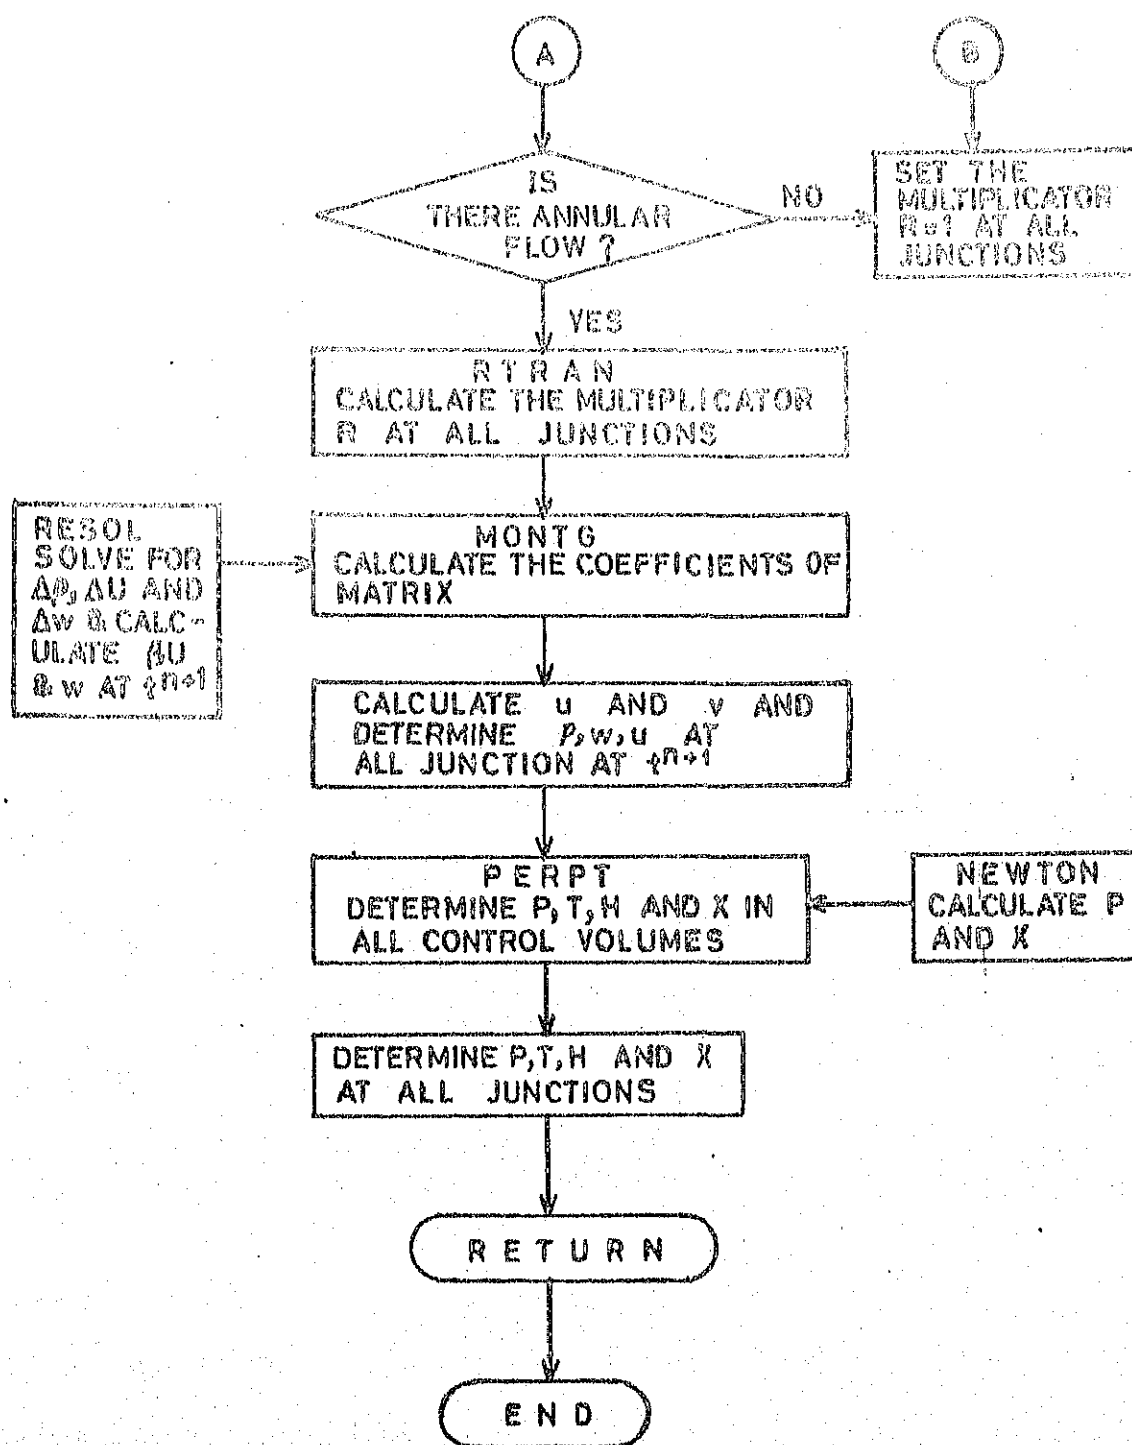 A
B
IS
THERE ANNULAR
FLOW ?
NO
SET THE
MULTIPLICATOR
R=1 AT ALL
JUNCTIONS
YES
RTRAN
CALCULATE THE MULTIPLICATOR
R AT ALL JUNCTIONS
RESOL
SOLVE FOR
Δρ, ΔU AND
Δw & CALC-
ULATE ρ,U
& w AT tⁿ⁺¹
MONTG
CALCULATE THE COEFFICIENTS OF
MATRIX
CALCULATE u AND v AND
DETERMINE ρ,w,u AT
ALL JUNCTION AT tⁿ⁺¹
PERPT
DETERMINE P,T,H AND X IN
ALL CONTROL VOLUMES
NEWTON
CALCULATE P
AND X
DETERMINE P,T,H AND X
AT ALL JUNCTIONS
RETURN
END